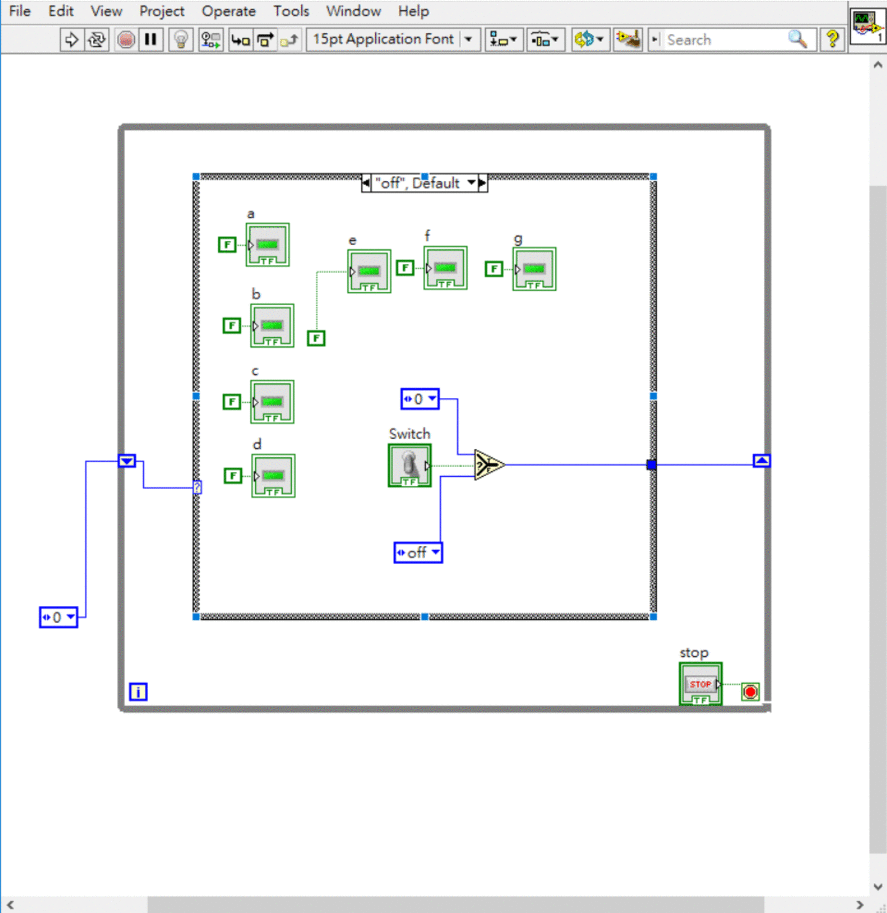 File Edit View Project Operate Tools Window Help
15pt Application Font Search ? 1
"off", Default
a
F TF
e f g
F F
TF TF TF
b
F TF
F
c
F TF
0
Switch
d
TF ? F
F TF
?
off
0
stop
i STOP
TF